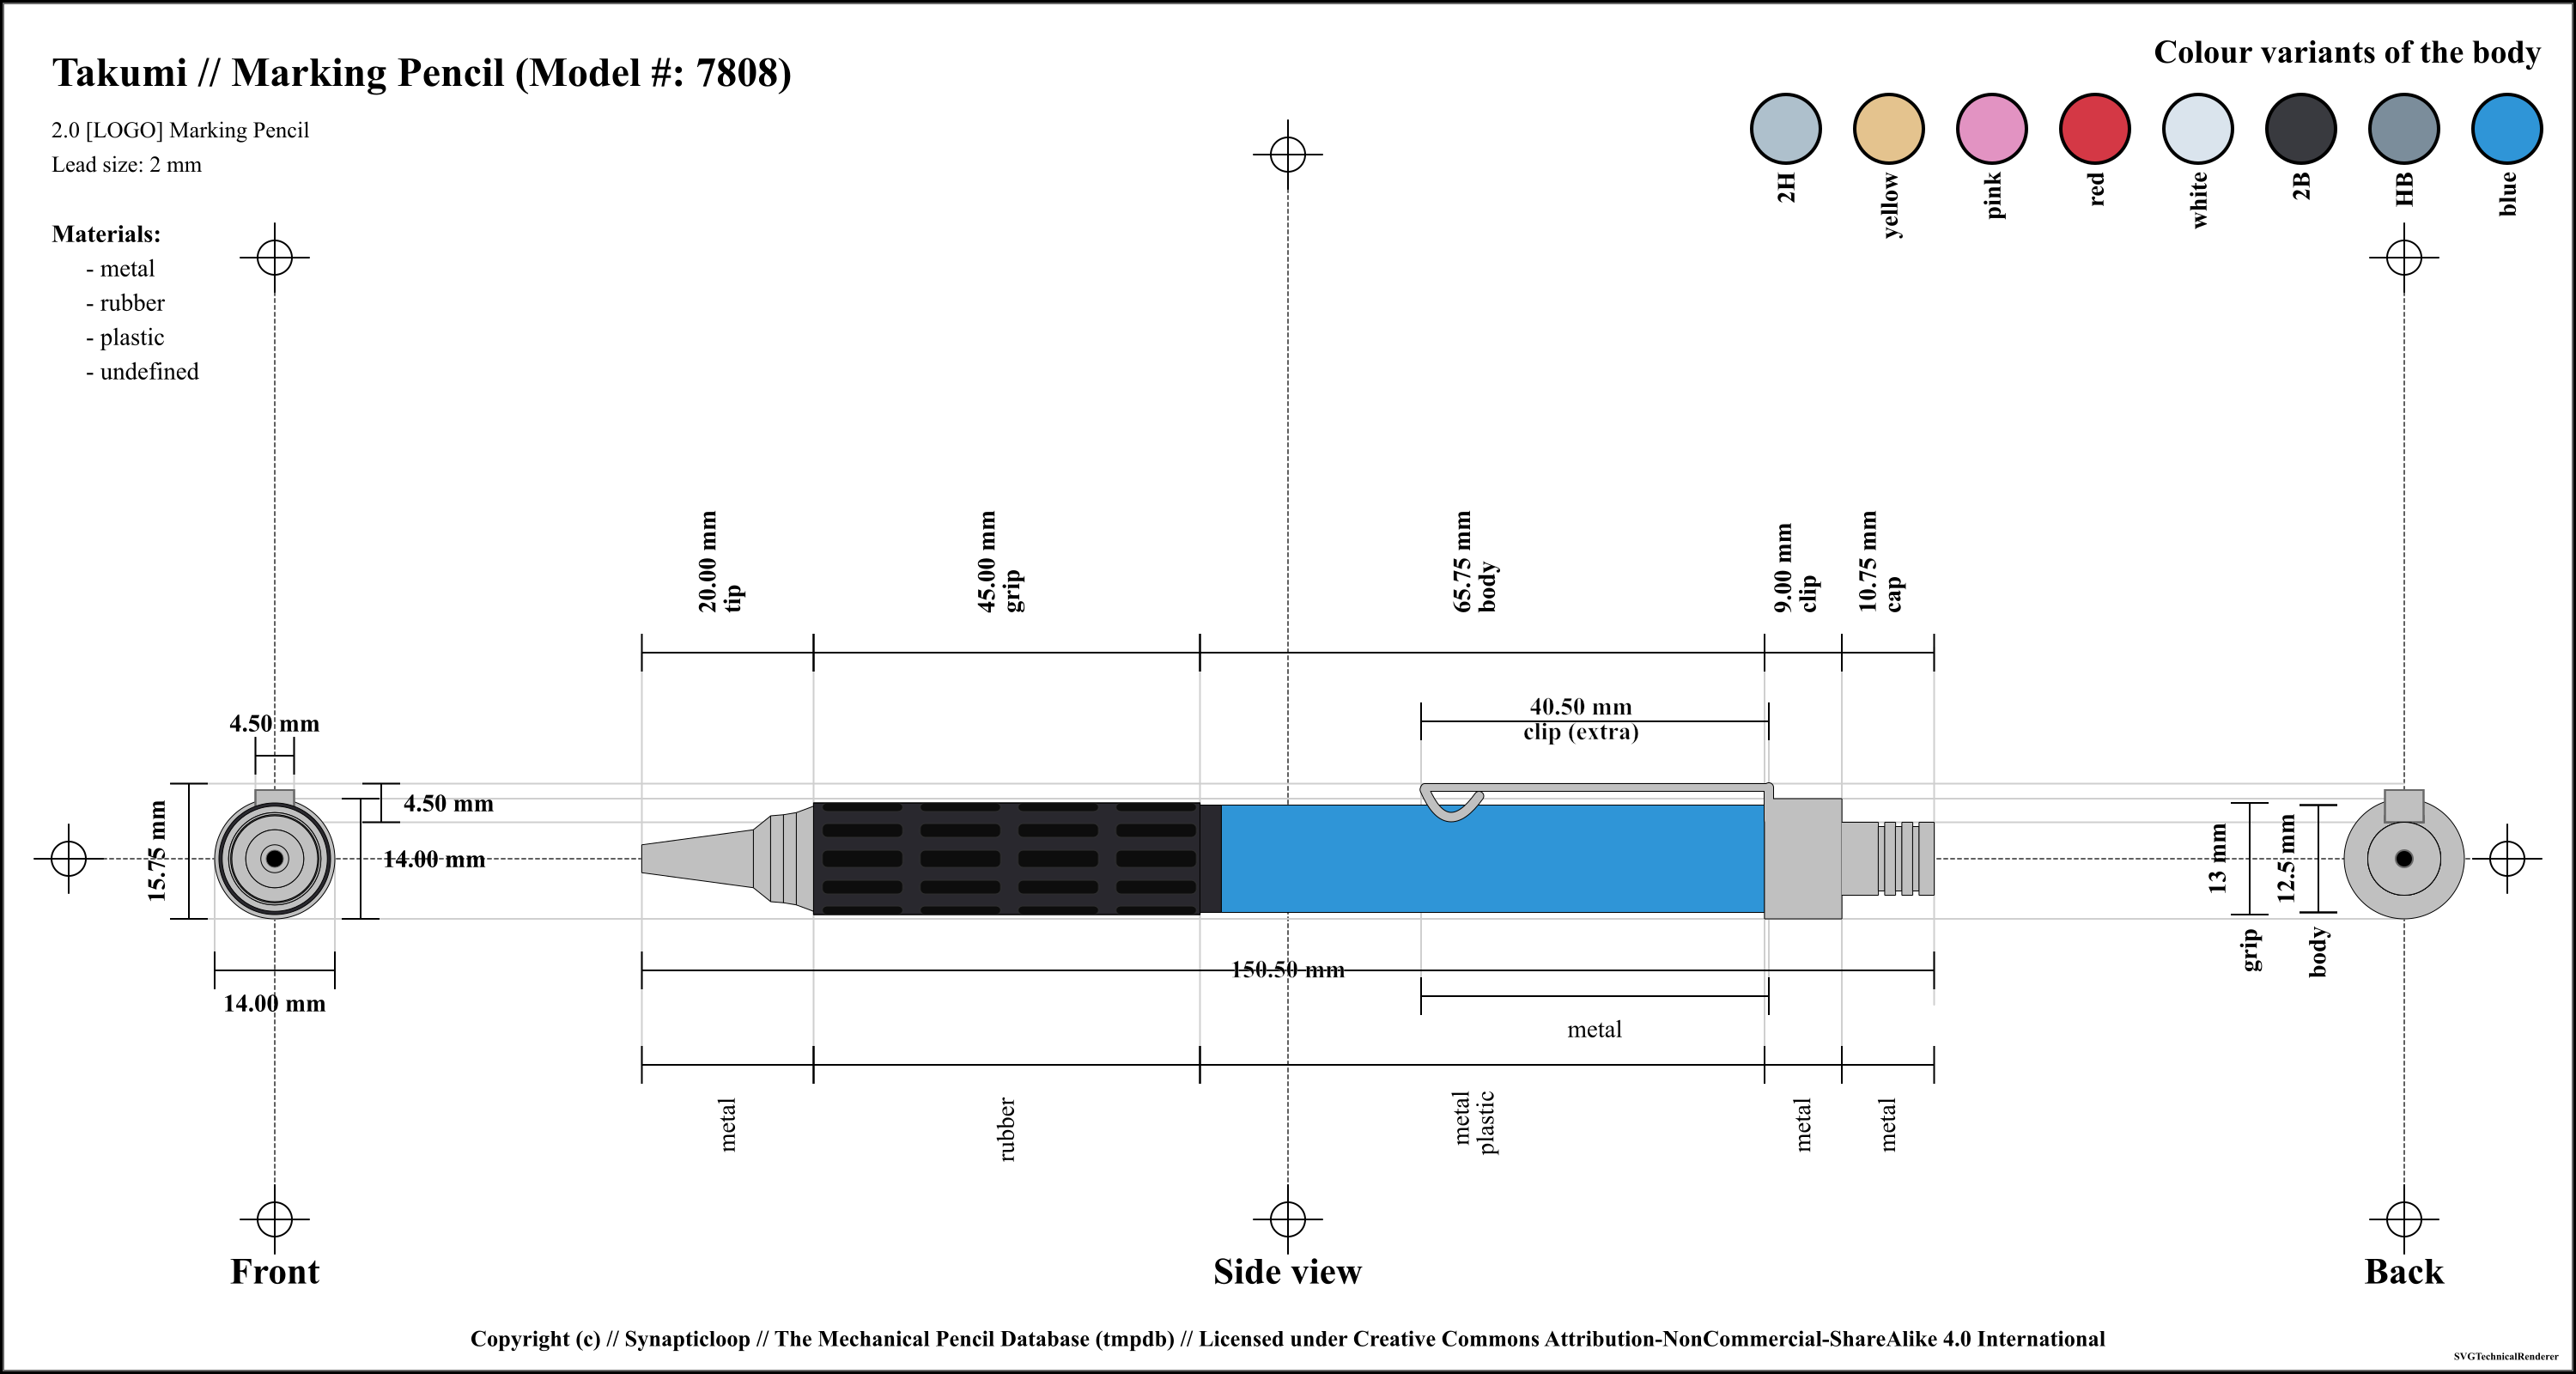 Takumi // Marking Pencil (Model #: 7808)
2.0 [LOGO] Marking Pencil
Lead size: 2 mm
Materials:
- metal
- rubber
- plastic
- undefined
Colour variants of the body
2H
yellow
pink
red
white
2B
HB
blue
20.00 mm
tip
45.00 mm
grip
65.75 mm
body
9.00 mm
clip
10.75 mm
cap
40.50 mm
clip (extra)
4.50 mm
15.75 mm
4.50 mm
14.00 mm
14.00 mm
13 mm
grip
12.5 mm
body
150.50 mm
metal
metal
rubber
metal
plastic
metal
metal
Front
Side view
Back
Copyright (c) // Synapticloop // The Mechanical Pencil Database (tmpdb) // Licensed under Creative Commons Attribution-NonCommercial-ShareAlike 4.0 International
SVGTechnicalRenderer